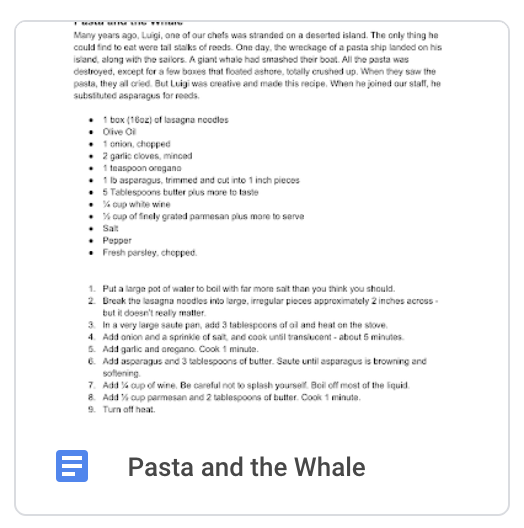 Pasta and the Whale
Many years ago, Luigi, one of our chefs was stranded on a deserted island. The only thing he
could find to eat were tall stalks of reeds. One day, the wreckage of a pasta ship landed on his
island, along with the sailors. A giant whale had smashed their boat. All the pasta was
destroyed, except for a few boxes that floated ashore, totally crushed up. When they saw the
pasta, they all cried. But Luigi was creative and made this recipe. When he joined our staff, he
substituted asparagus for reeds.
• 1 box (16oz) of lasagna noodles
• Olive Oil
• 1 onion, chopped
• 2 garlic cloves, minced
• 1 teaspoon oregano
• 1 lb asparagus, trimmed and cut into 1 inch pieces
• 5 Tablespoons butter plus more to taste
• ¼ cup white wine
• ½ cup of finely grated parmesan plus more to serve
• Salt
• Pepper
• Fresh parsley, chopped.
1. Put a large pot of water to boil with far more salt than you think you should.
2. Break the lasagna noodles into large, irregular pieces approximately 2 inches across -
but it doesn't really matter.
3. In a very large saute pan, add 3 tablespoons of oil and heat on the stove.
4. Add onion and a sprinkle of salt, and cook until translucent - about 5 minutes.
5. Add garlic and oregano. Cook 1 minute.
6. Add asparagus and 3 tablespoons of butter. Saute until asparagus is browning and
softening.
7. Add ¼ cup of wine. Be careful not to splash yourself. Boil off most of the liquid.
8. Add ½ cup parmesan and 2 tablespoons of butter. Cook 1 minute.
9. Turn off heat.
Pasta and the Whale